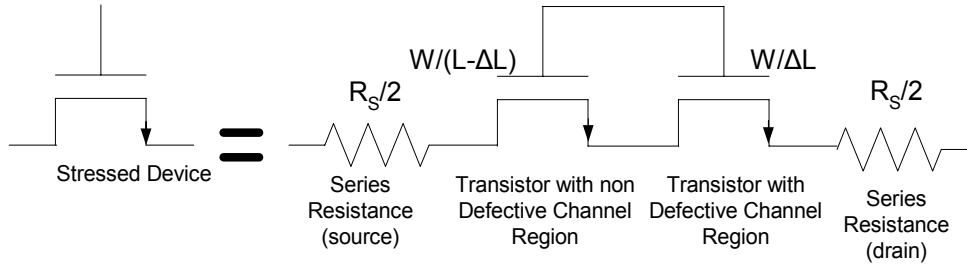 W/(L-ΔL)
W/ΔL
R_S/2
R_S/2
Stressed Device
Series
Resistance
(source)
Transistor with non
Defective Channel
Region
Transistor with
Defective Channel
Region
Series
Resistance
(drain)